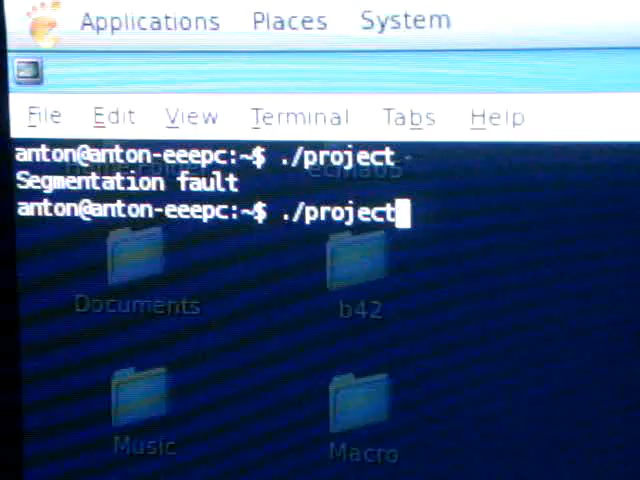 Applications Places System
File Edit View Terminal Tabs Help
anton@anton-eeepc:~$ ./project
Segmentation fault
anton@anton-eeepc:~$ ./project
Documents b42
Music Macro